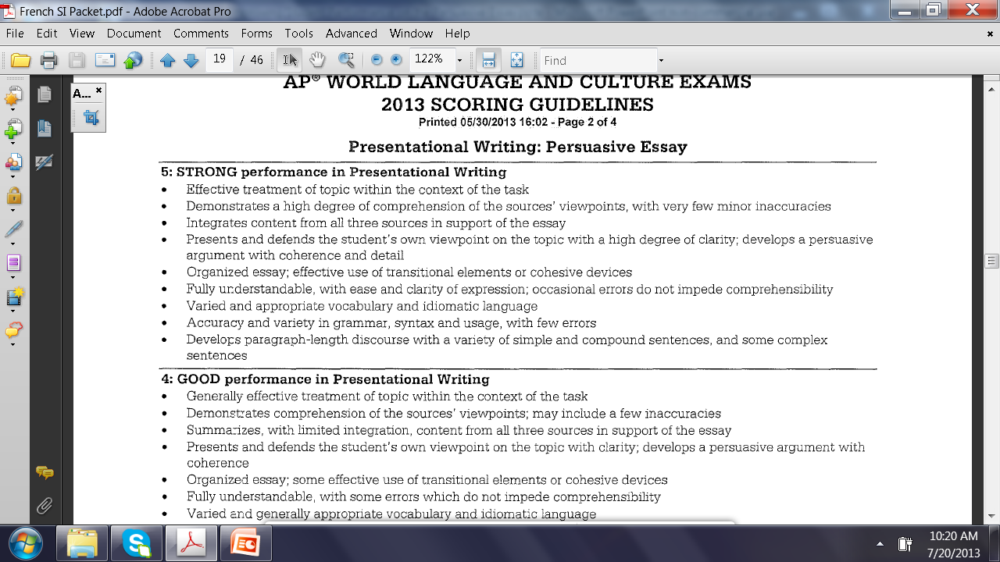 French SI Packet.pdf - Adobe Acrobat Pro
File Edit View Document Comments Forms Tools Advanced Window Help
19 / 46 122% Find
A...
AP® WORLD LANGUAGE AND CULTURE EXAMS
2013 SCORING GUIDELINES
Printed 05/30/2013 16:02 - Page 2 of 4
Presentational Writing: Persuasive Essay
5: STRONG performance in Presentational Writing
• Effective treatment of topic within the context of the task
• Demonstrates a high degree of comprehension of the sources' viewpoints, with very few minor inaccuracies
• Integrates content from all three sources in support of the essay
• Presents and defends the student's own viewpoint on the topic with a high degree of clarity; develops a persuasive
argument with coherence and detail
• Organized essay; effective use of transitional elements or cohesive devices
• Fully understandable, with ease and clarity of expression; occasional errors do not impede comprehensibility
• Varied and appropriate vocabulary and idiomatic language
• Accuracy and variety in grammar, syntax and usage, with few errors
• Develops paragraph-length discourse with a variety of simple and compound sentences, and some complex
sentences
4: GOOD performance in Presentational Writing
• Generally effective treatment of topic within the context of the task
• Demonstrates comprehension of the sources' viewpoints; may include a few inaccuracies
• Summarizes, with limited integration, content from all three sources in support of the essay
• Presents and defends the student's own viewpoint on the topic with clarity; develops a persuasive argument with
coherence
• Organized essay; some effective use of transitional elements or cohesive devices
• Fully understandable, with some errors which do not impede comprehensibility
• Varied and generally appropriate vocabulary and idiomatic language
10:20 AM
7/20/2013